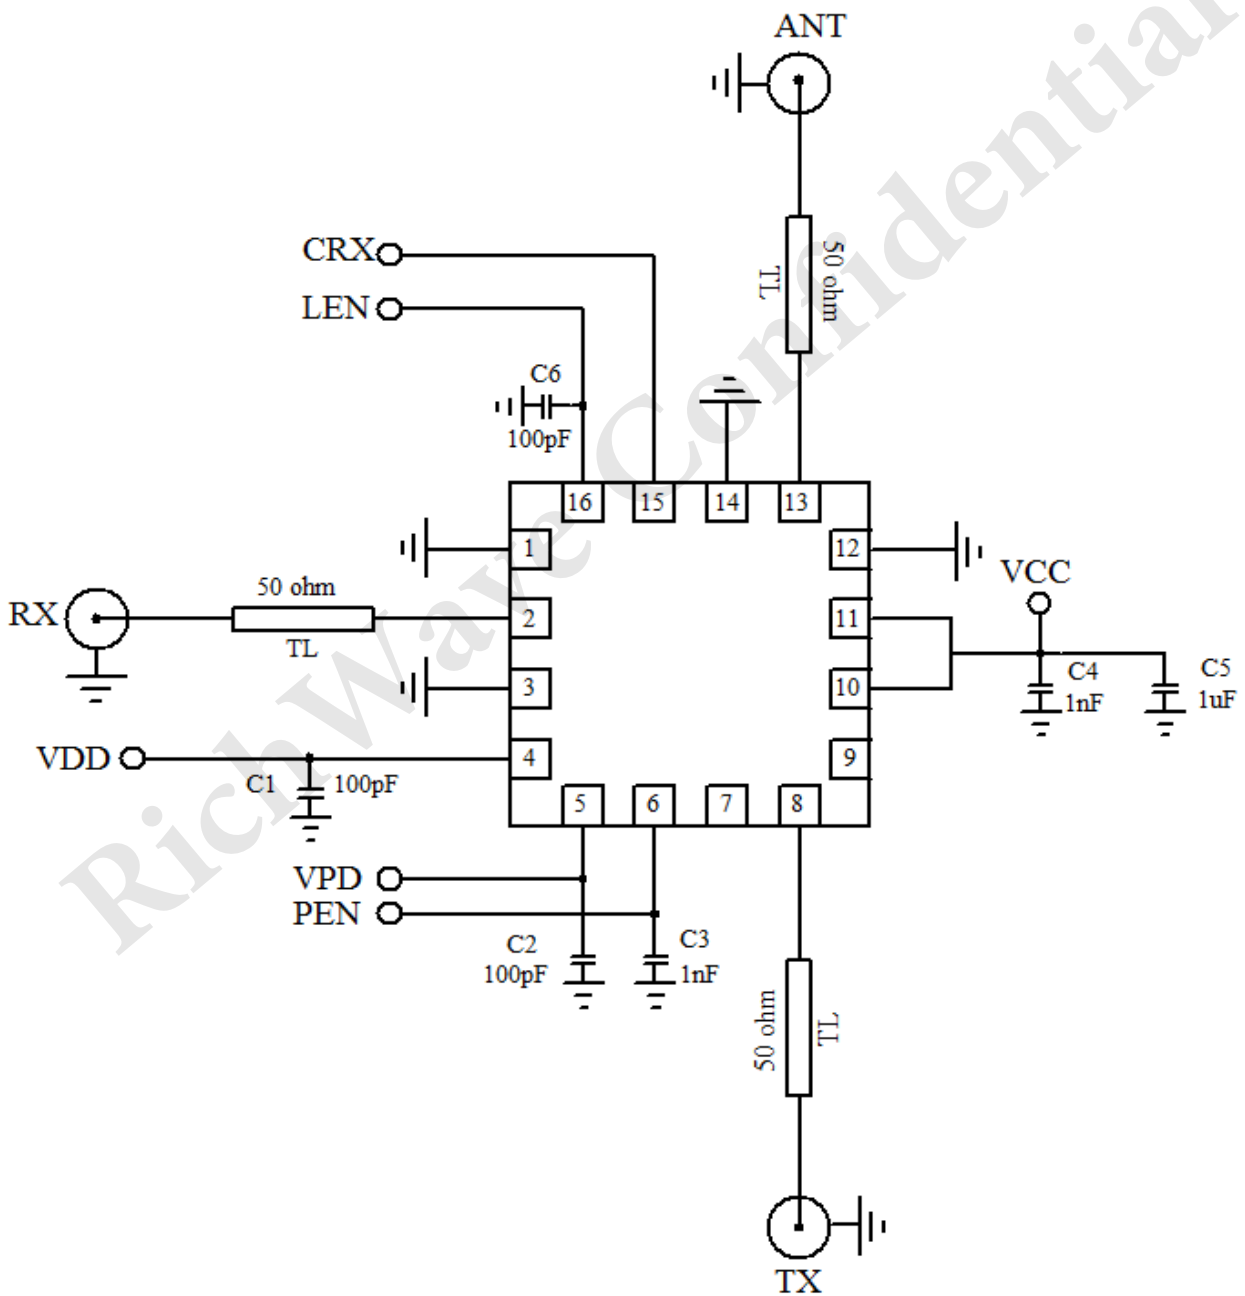 ANT
50 ohm
TL
CRX
LEN
C6
100pF
16
15
14
13
1
12
VCC
50 ohm
RX
2
11
TL
C4
C5
3
10
1nF
1uF
VDD
4
9
C1
100pF
5
6
7
8
VPD
PEN
C2
C3
100pF
1nF
50 ohm
TL
TX
RichWave Confidential